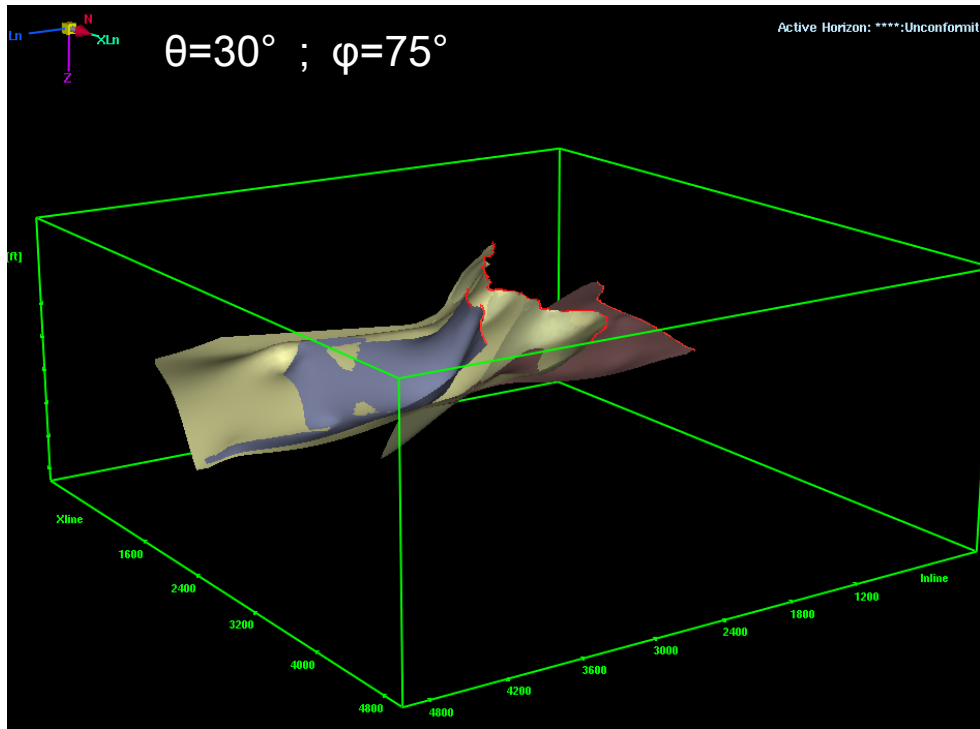 N
Ln
XLn
Z
θ=30° ; φ=75°
Active Horizon: ****:Unconformit
[ft]
Xline
1600
2400
3200
4000
4800
4800
4200
3600
3000
2400
1800
1200
Inline